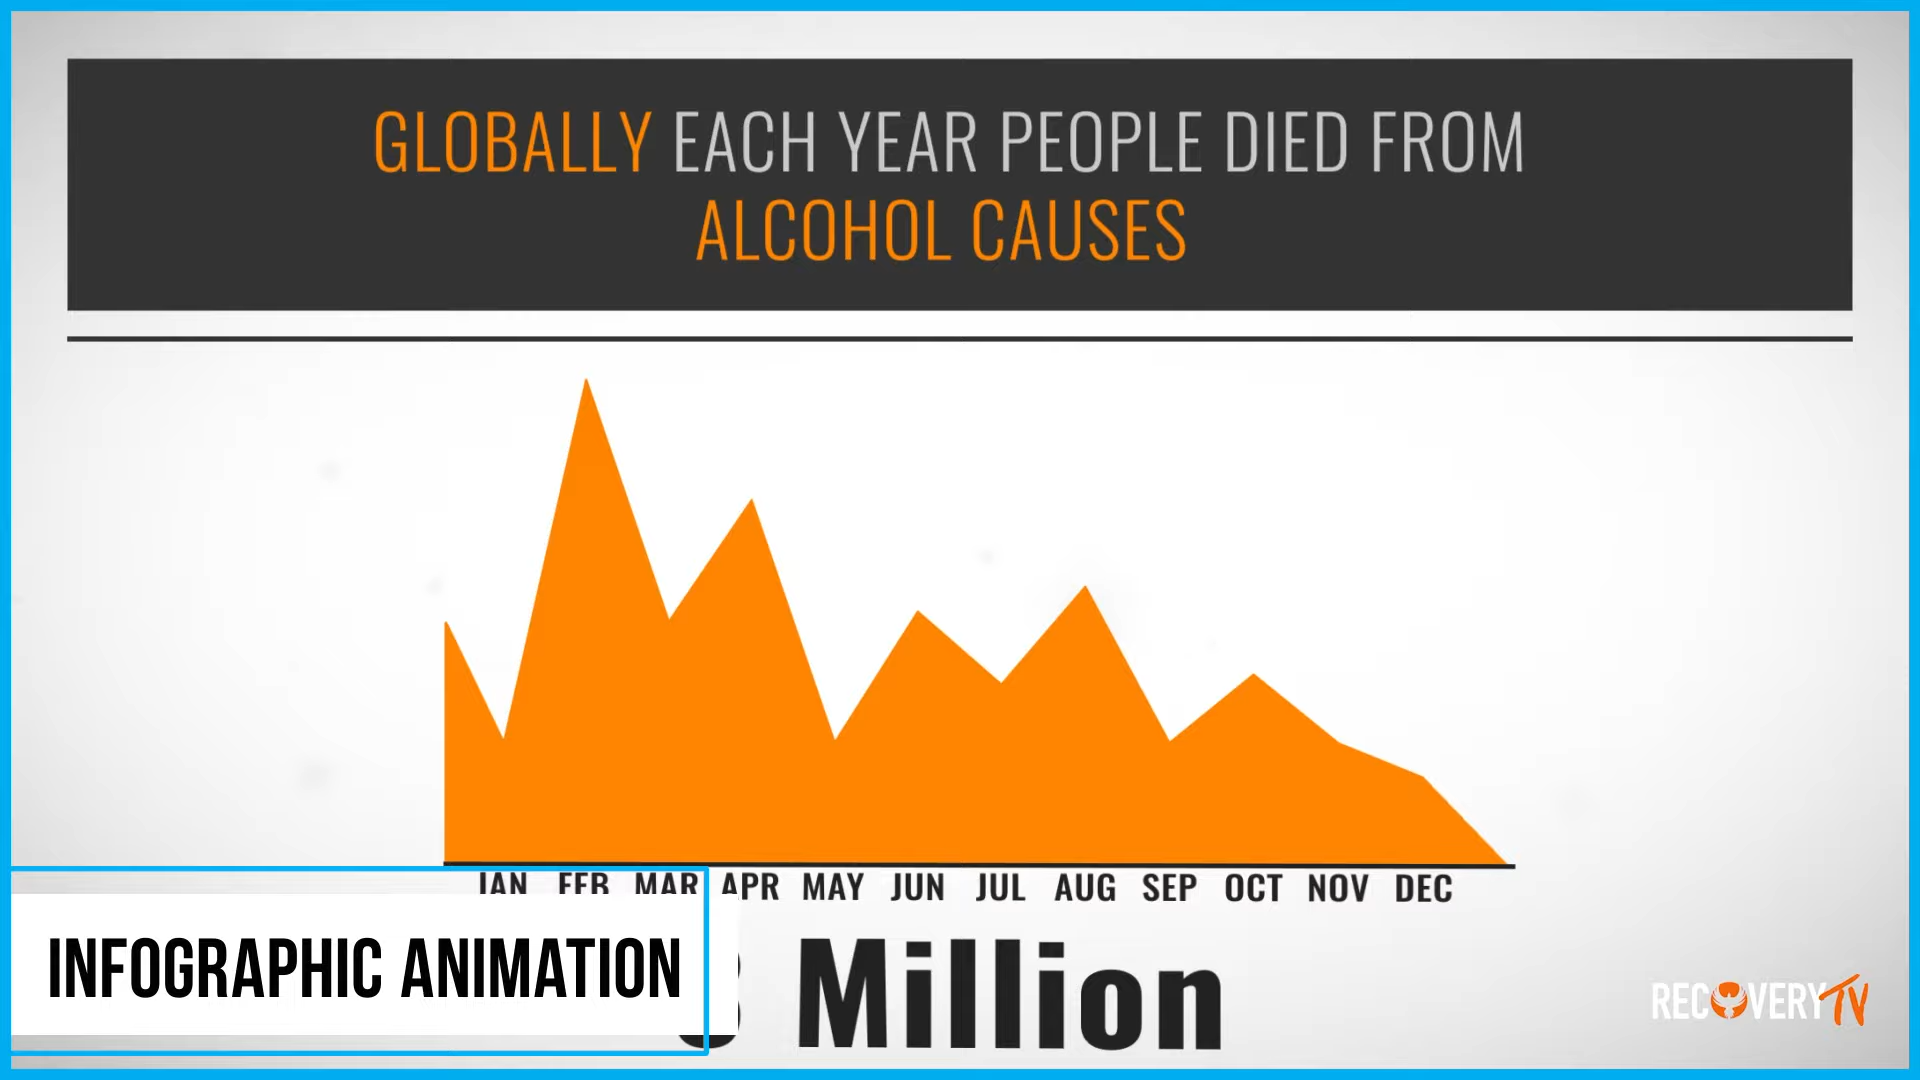 GLOBALLY EACH YEAR PEOPLE DIED FROM
ALCOHOL CAUSES
JAN FEB MAR APR MAY JUN JUL AUG SEP OCT NOV DEC
INFOGRAPHIC ANIMATION
Million
RECOVERY TV